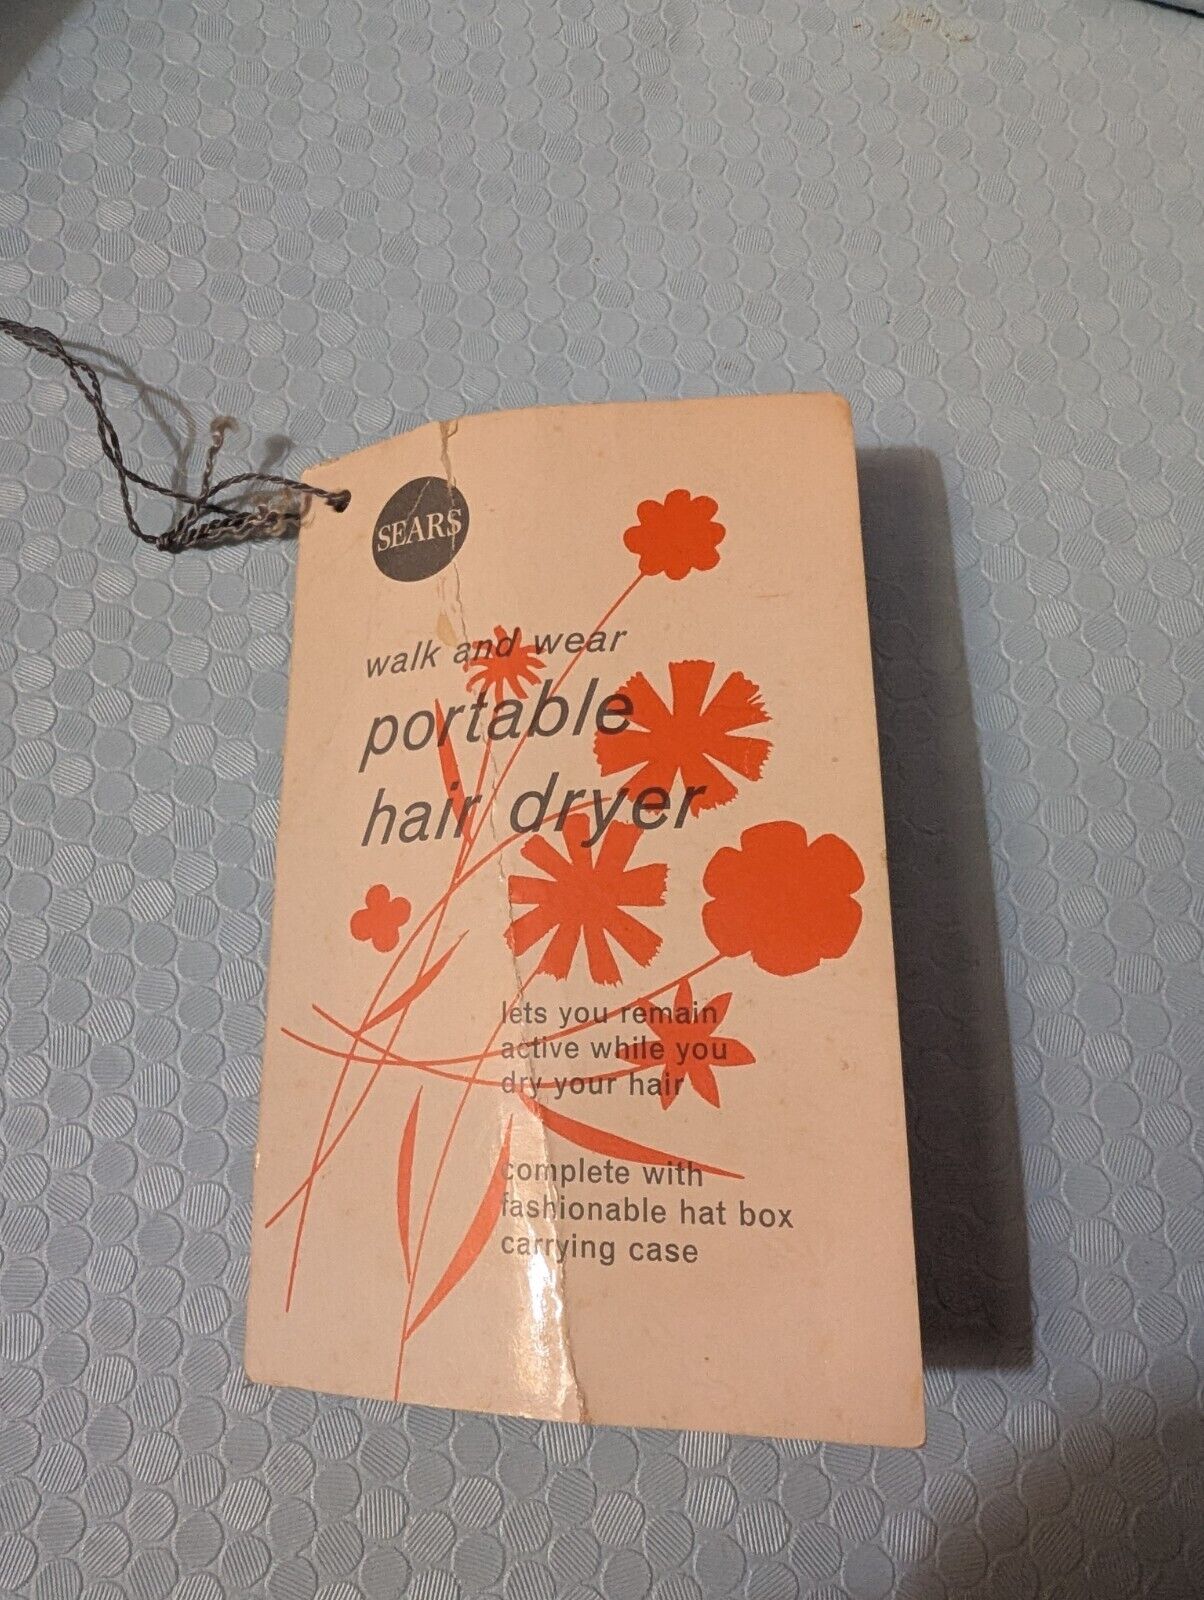 SEARS
walk and wear
portable
hair dryer
lets you remain
active while you
dry your hair
complete with
fashionable hat box
carrying case